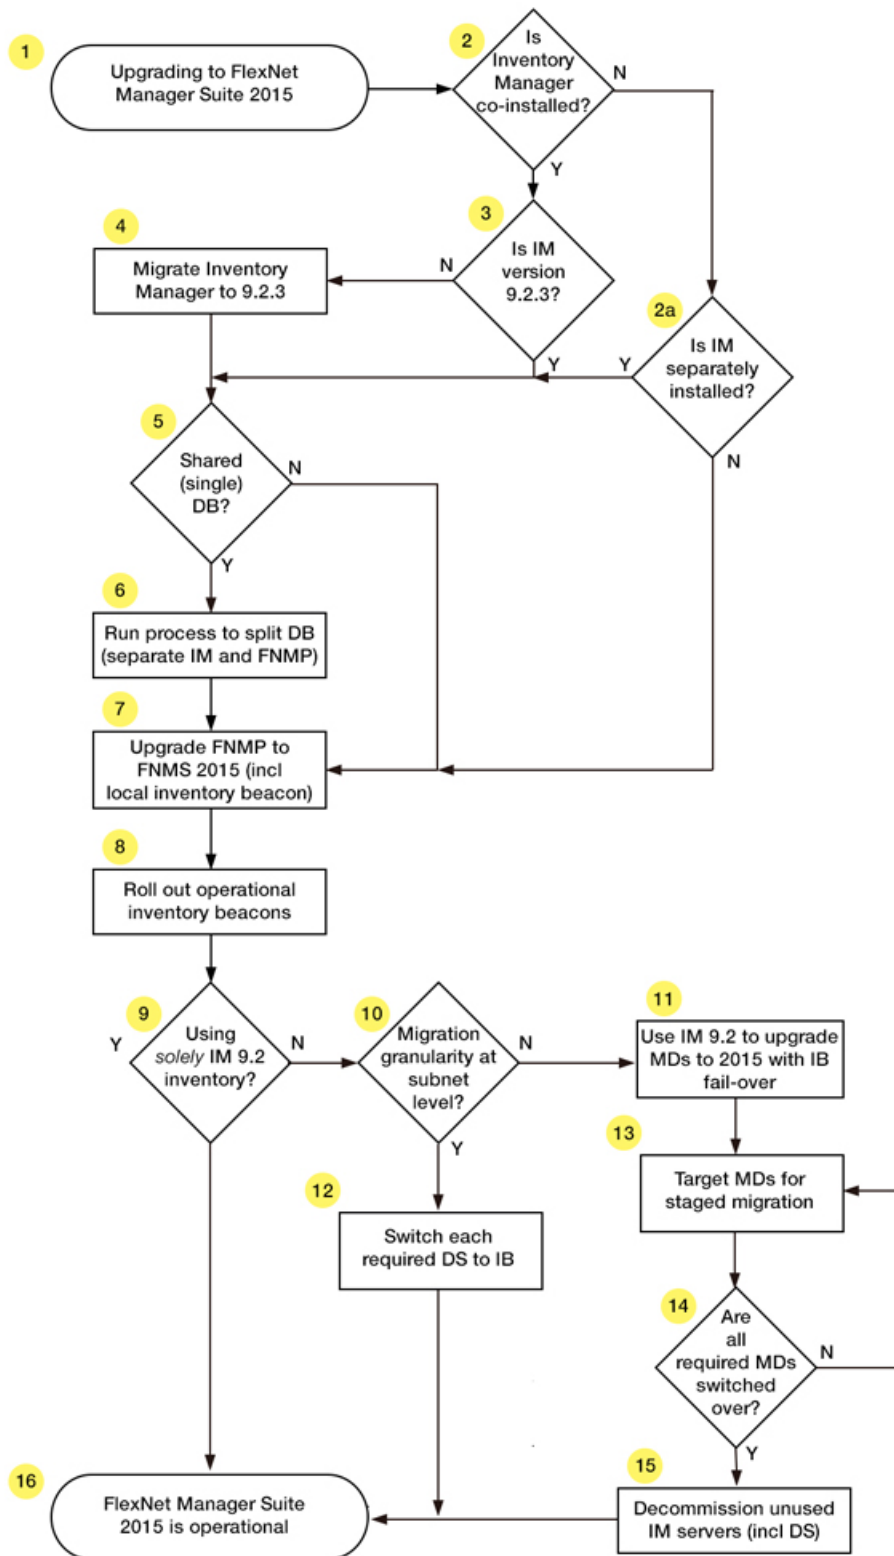 1
Upgrading to FlexNet
Manager Suite 2015
2
Is
Inventory
Manager
co-installed?
N
Y
3
Is IM
version
9.2.3?
N
Y
4
Migrate Inventory
Manager to 9.2.3
2a
Is IM
separately
installed?
Y
N
5
Shared
(single)
DB?
N
Y
6
Run process to split DB
(separate IM and FNMP)
7
Upgrade FNMP to
FNMS 2015 (incl
local inventory beacon)
8
Roll out operational
inventory beacons
9
Using
solely IM 9.2
inventory?
Y
N
10
Migration
granularity at
subnet
level?
N
Y
11
Use IM 9.2 to upgrade
MDs to 2015 with IB
fail-over
12
Switch each
required DS to IB
13
Target MDs for
staged migration
14
Are
all
required MDs
switched
over?
N
Y
15
Decommission unused
IM servers (incl DS)
16
FlexNet Manager Suite
2015 is operational